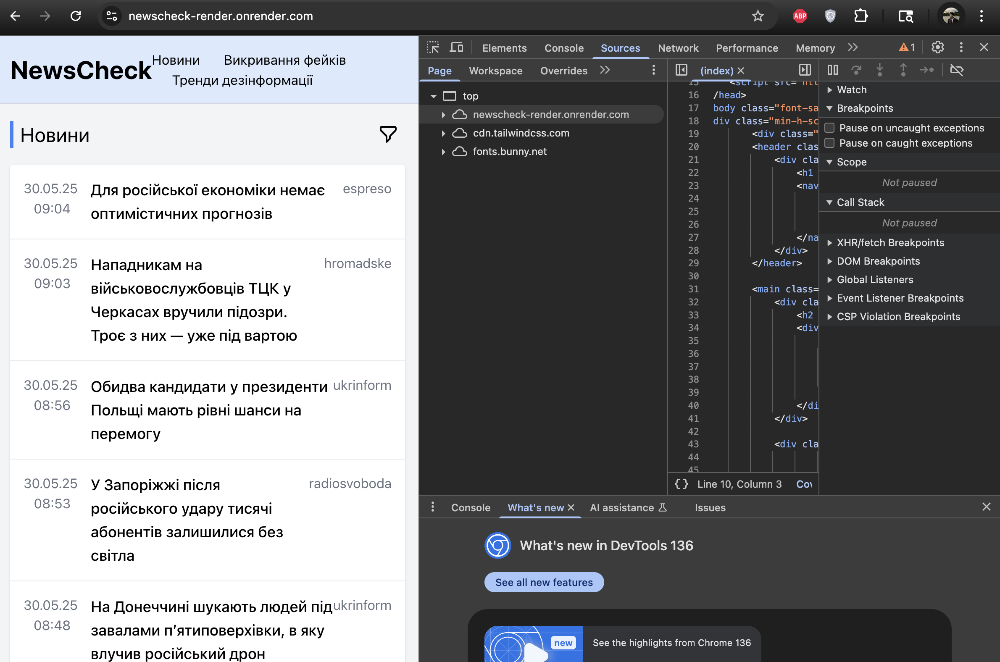 newscheck-render.onrender.com
ABP
NewsCheck
Новини
Викривання фейків
Тренди дезінформації
Новини
30.05.25
09:04
Для російської економіки немає
оптимістичних прогнозів
espreso
30.05.25
09:03
Нападникам на
військовослужбовців ТЦК у
Черкасах вручили підозри.
Троє з них — уже під вартою
hromadske
30.05.25
08:56
Обидва кандидати у президенти
Польщі мають рівні шанси на
перемогу
ukrinform
30.05.25
08:53
У Запоріжжі після
російського удару тисячі
абонентів залишилися без
світла
radiosvoboda
30.05.25
08:48
На Донеччині шукають людей під
завалами п’ятиповерхівки, в яку
влучив російський дрон
ukrinform
Elements Console Sources Network Performance Memory
1
Page Workspace Overrides
top
newscheck-render.onrender.com
cdn.tailwindcss.com
fonts.bunny.net
(index)
15 <script src="htt
16 /head>
17 body class="font-sa
18 div class="min-h-sc
19 <div class="
20 <header clas
21 <div cla
22 <h1
23 <nav
24
25
26
27 </na
28 </div>
29 </header>
30
31 <main class=
32 <div cla
33 <h2
34 <div
35
36
37
38
39
40 </di
41 </div>
42
43 <div cla
44
45
{} Line 10, Column 3 Cov
Watch
Breakpoints
Pause on uncaught exceptions
Pause on caught exceptions
Scope
Not paused
Call Stack
Not paused
XHR/fetch Breakpoints
DOM Breakpoints
Global Listeners
Event Listener Breakpoints
CSP Violation Breakpoints
Console What's new AI assistance Issues
What's new in DevTools 136
See all new features
new
See the highlights from Chrome 136